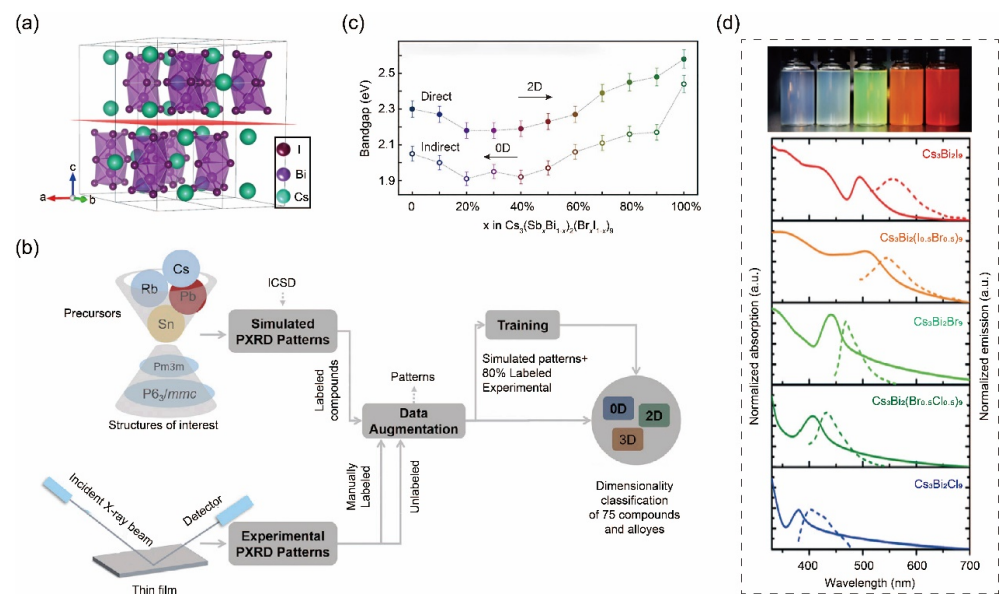 (a)
c
a
b
I
Bi
Cs
(b)
Cs
Rb
Pb
Sn
Precursors
Pm3m
P6₃/mmc
Structures of interest
ICSD
Simulated
PXRD Patterns
Labeled
compounds
Patterns
Data
Augmentation
Training
Simulated patterns+
80% Labeled
Experimental
0D
2D
3D
Dimensionality
classification
of 75 compounds
and alloyes
Manually
Labeled
Unlabeled
Incident X-ray beam
Detector
Thin film
Experimental
PXRD Patterns
(c)
Bandgap (eV)
2.5
2.3
2.1
1.9
Direct
2D
Indirect
0D
0 20% 40% 60% 80% 100%
x in Cs₃(SbₓBi₁₋ₓ)₂(BrₓI₁₋ₓ)₉
(d)
Normalized absorption (a.u.)
Normalized emission (a.u.)
Cs₃Bi₂I₉
Cs₃Bi₂(I₀.₅Br₀.₅)₉
Cs₃Bi₂Br₉
Cs₃Bi₂(Br₀.₅Cl₀.₅)₉
Cs₃Bi₂Cl₉
400 500 600 700
Wavelength (nm)